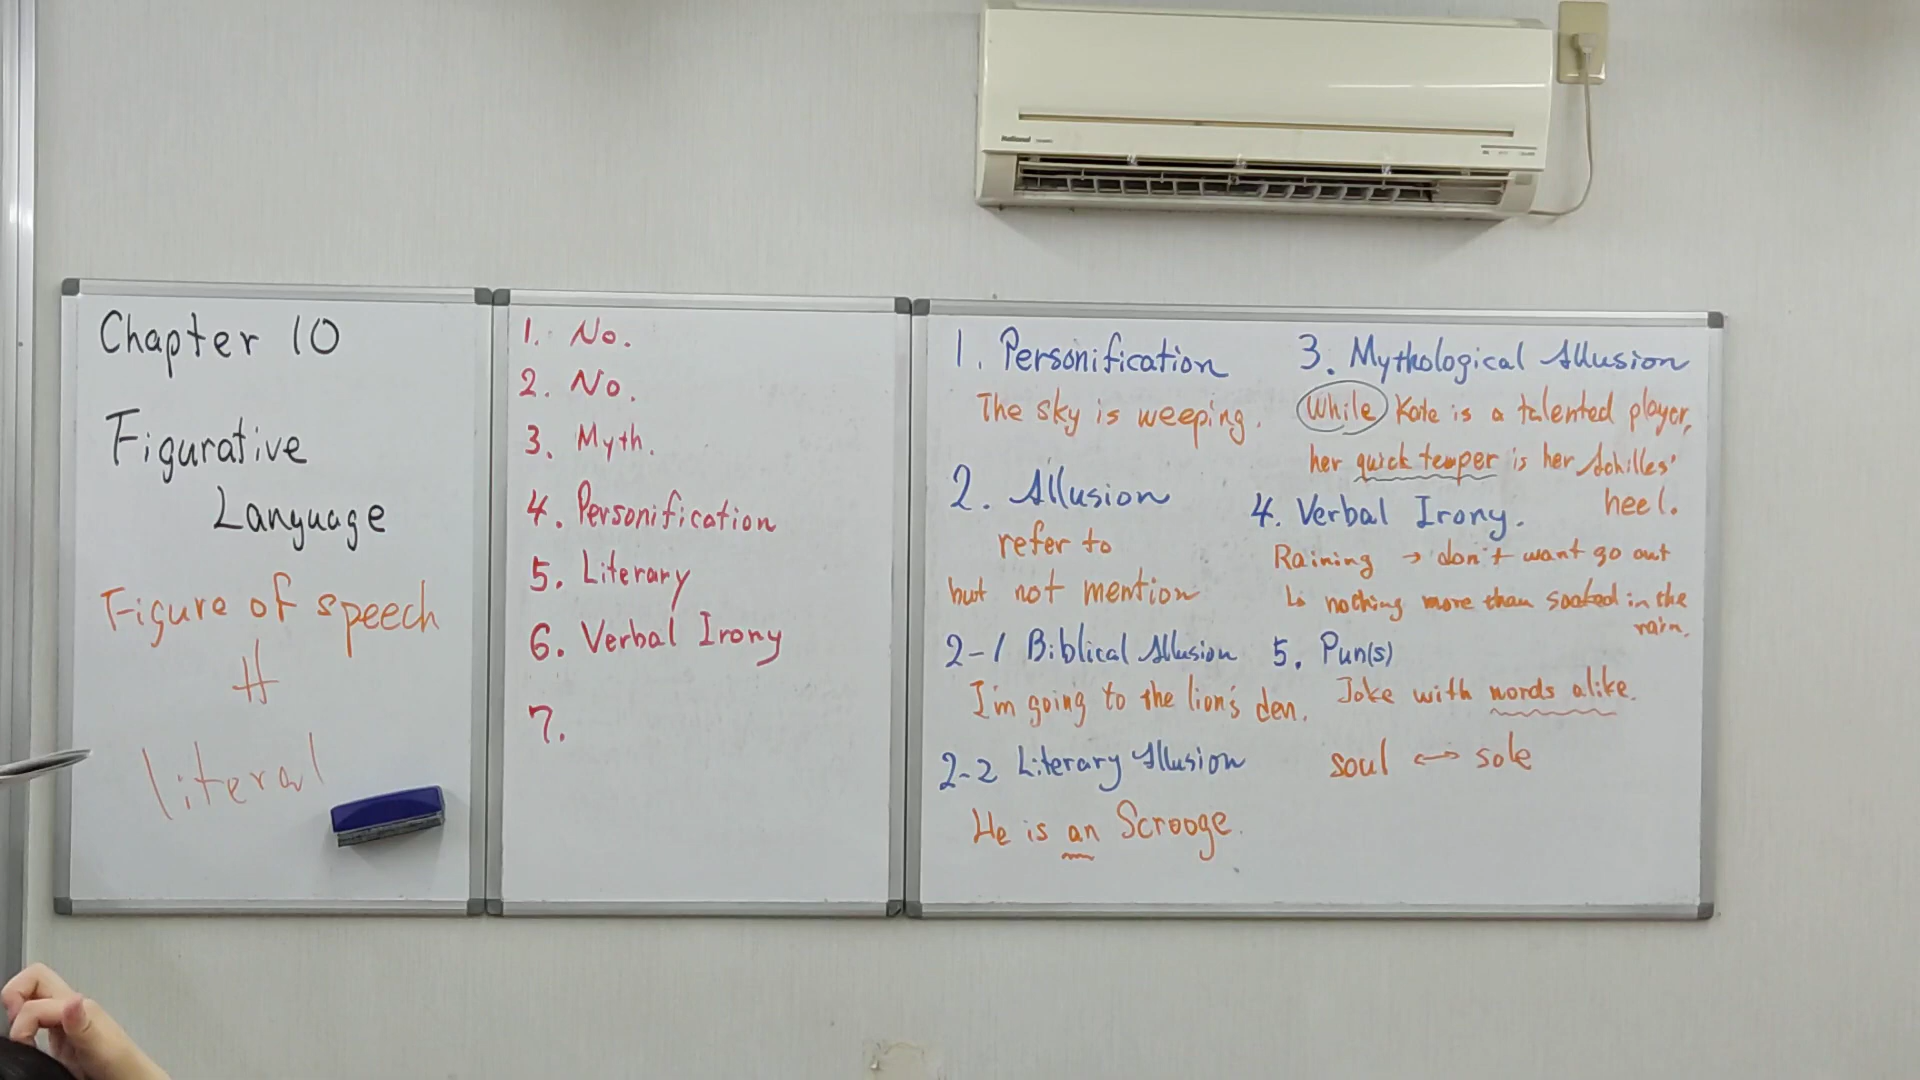 National
Chapter 10
Figurative
Language
Figure of speech
≠
literal
1. No.
2. No.
3. Myth.
4. Personification
5. Literary
6. Verbal Irony
7.
1. Personification
The sky is weeping.
2. Allusion
refer to
but not mention
2-1 Biblical Allusion
I'm going to the lion's den.
2-2 Literary Allusion
He is an Scrooge.
3. Mythological Allusion
While Kate is a talented player,
her quick temper is her Achilles'
heel.
4. Verbal Irony.
Raining → don't want go out
↳ nothing more than soaked in the
rain.
5. Pun(s)
Joke with words alike.
soul ↔ sole